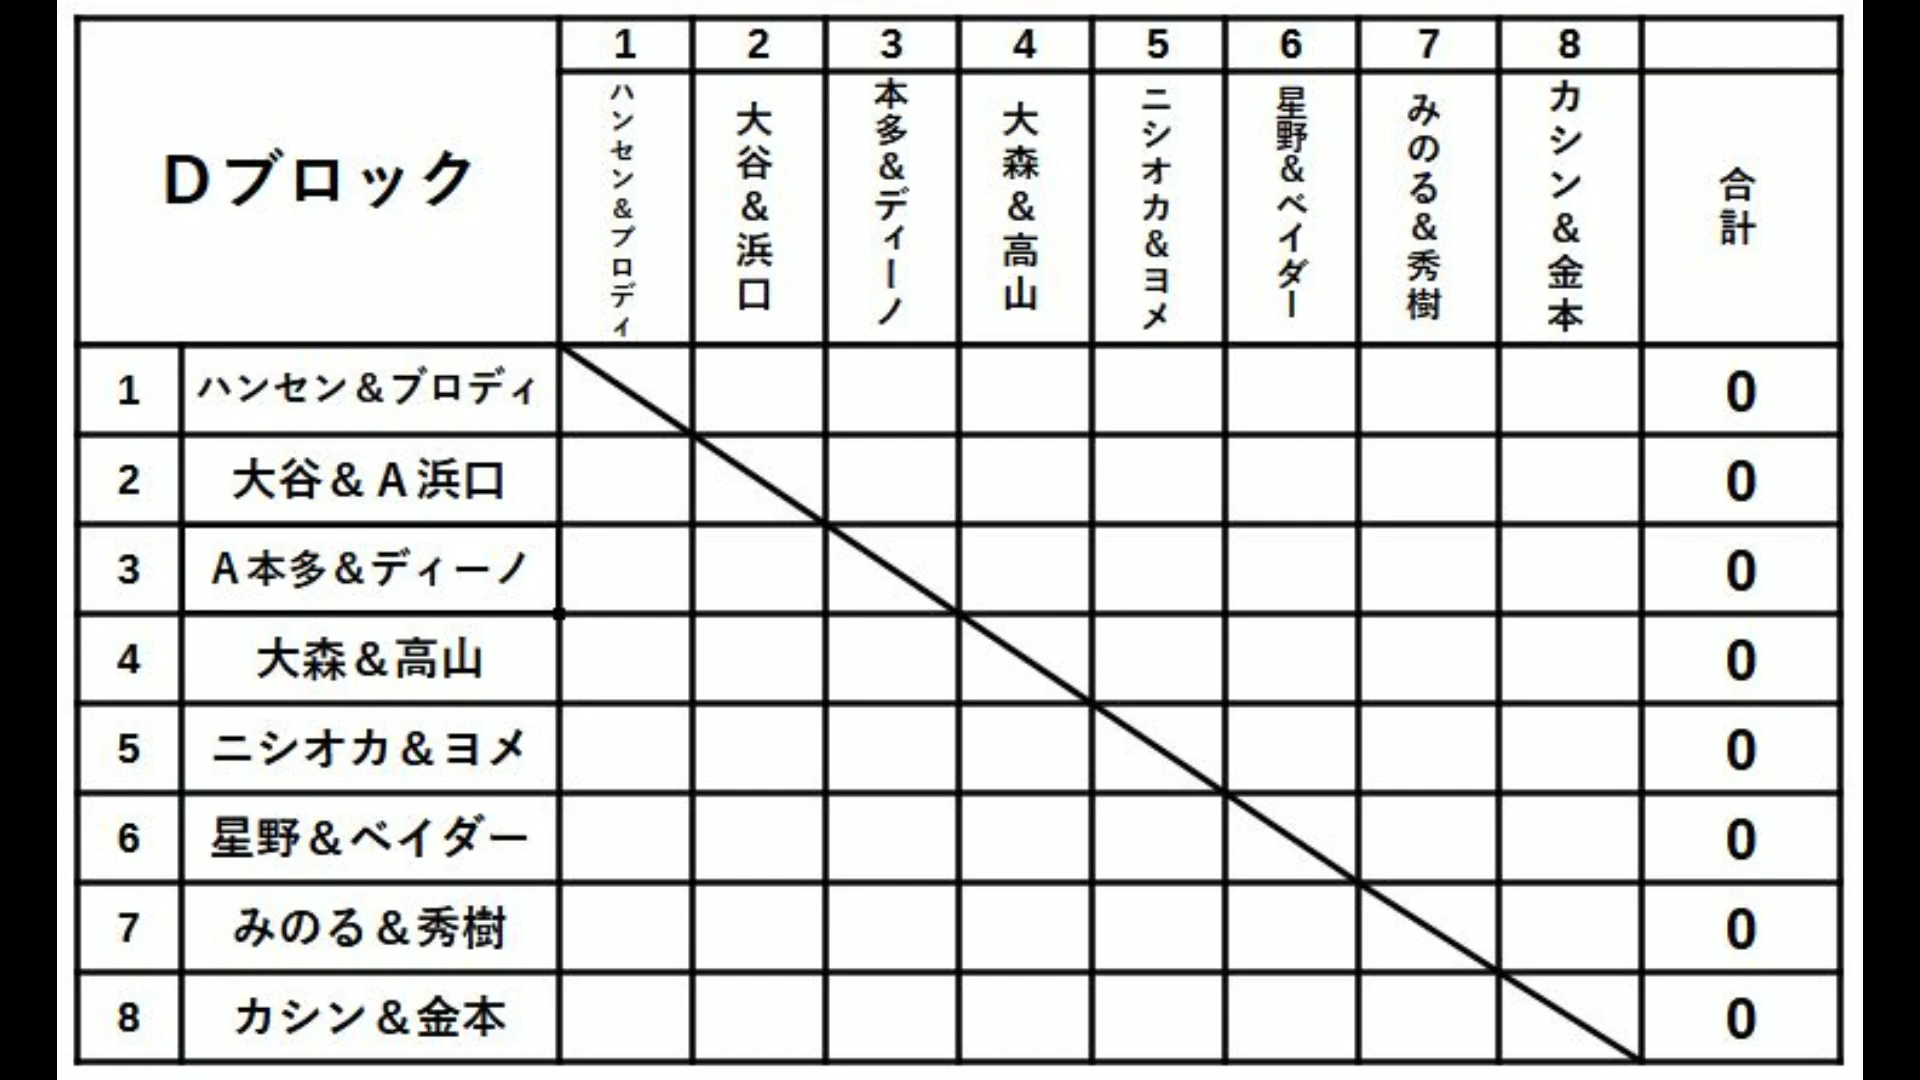 1 2 3 4 5 6 7 8
Dブロック ハンセン&ブロディ 大谷&浜口 本多&ディーノ 大森&高山 ニシオカ&ヨメ 星野&ベイダー みのる&秀樹 カシン&金本 合計
1 ハンセン&ブロディ 0
2 大谷&A浜口 0
3 A本多&ディーノ 0
4 大森&高山 0
5 ニシオカ&ヨメ 0
6 星野&ベイダー 0
7 みのる&秀樹 0
8 カシン&金本 0